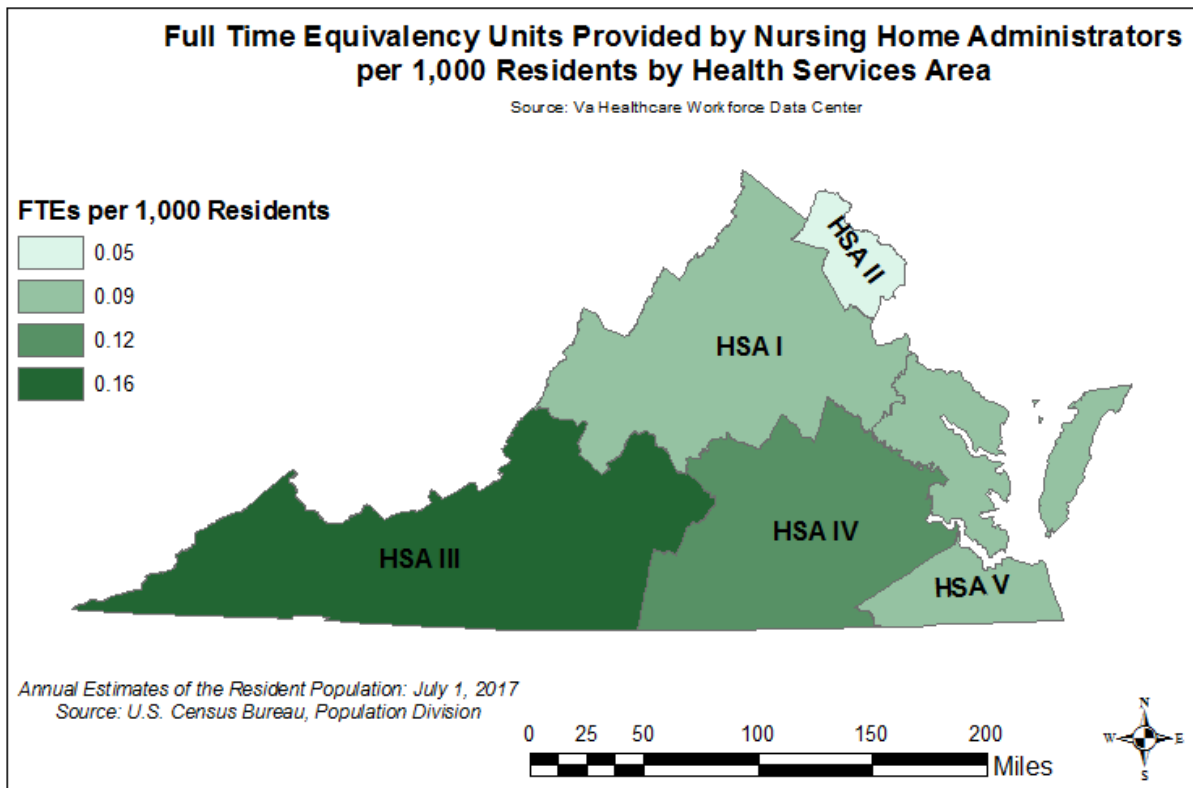 Full Time Equivalency Units Provided by Nursing Home Administrators
per 1,000 Residents by Health Services Area
Source: Va Healthcare Workforce Data Center
FTEs per 1,000 Residents
0.05
0.09
0.12
0.16
HSA II
HSA I
HSA III
HSA IV
HSA V
Annual Estimates of the Resident Population: July 1, 2017
Source: U.S. Census Bureau, Population Division
0 25 50 100 150 200
Miles
N
W E
S